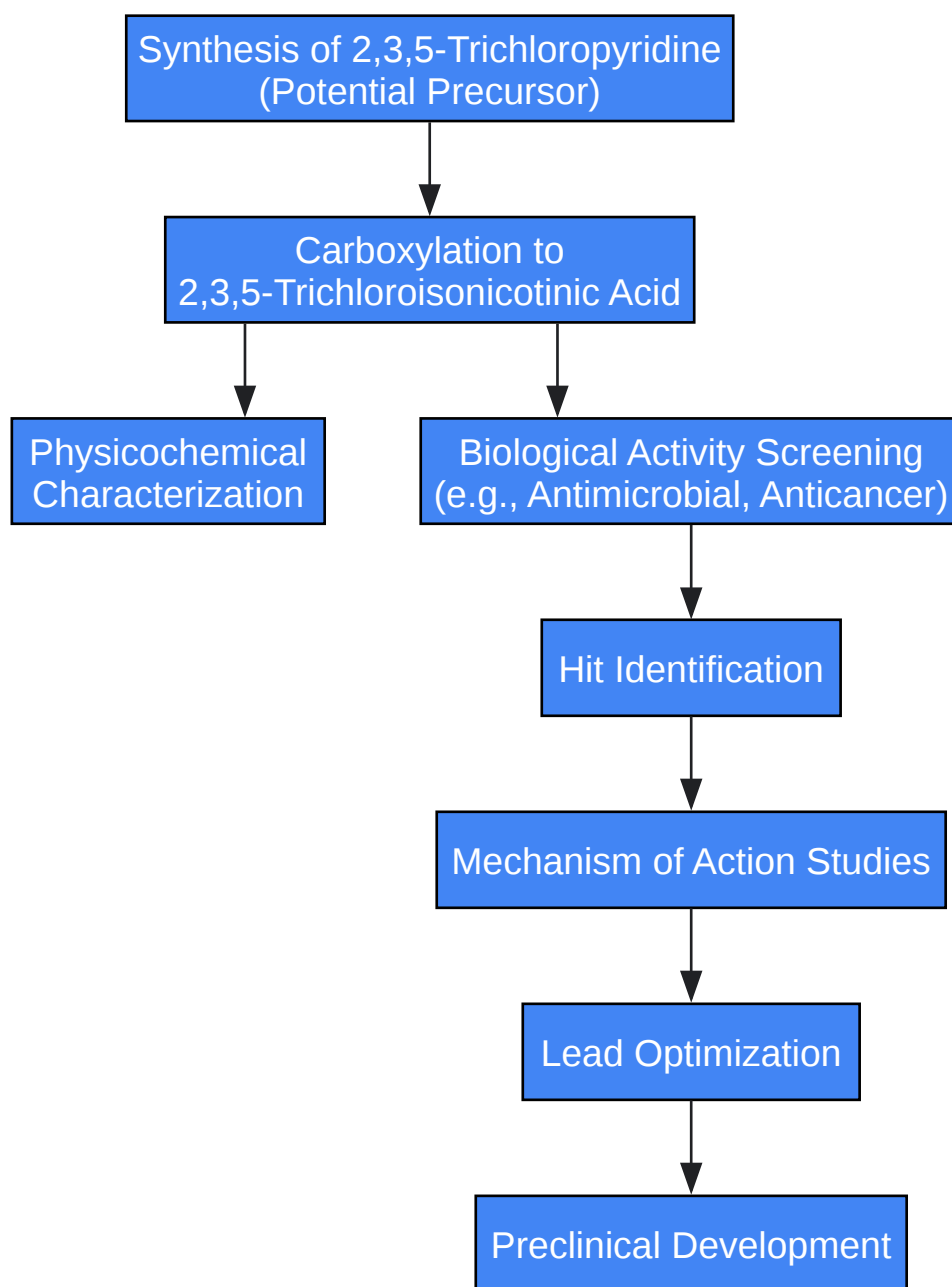 Synthesis of 2,3,5-Trichloropyridine
(Potential Precursor)
Carboxylation to
2,3,5-Trichloroisonicotinic Acid
Physicochemical
Characterization
Biological Activity Screening
(e.g., Antimicrobial, Anticancer)
Hit Identification
Mechanism of Action Studies
Lead Optimization
Preclinical Development